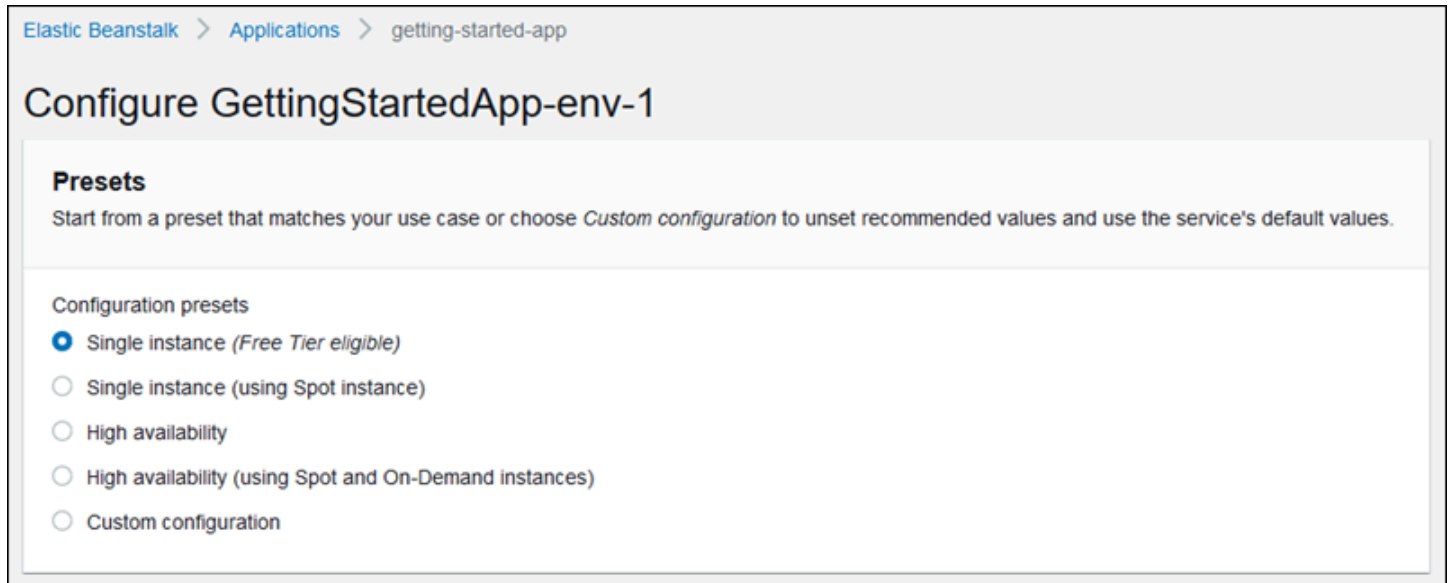 Elastic Beanstalk > Applications > getting-started-app
Configure GettingStartedApp-env-1
Presets
Start from a preset that matches your use case or choose Custom configuration to unset recommended values and use the service's default values.
Configuration presets
Single instance (Free Tier eligible)
Single instance (using Spot instance)
High availability
High availability (using Spot and On-Demand instances)
Custom configuration